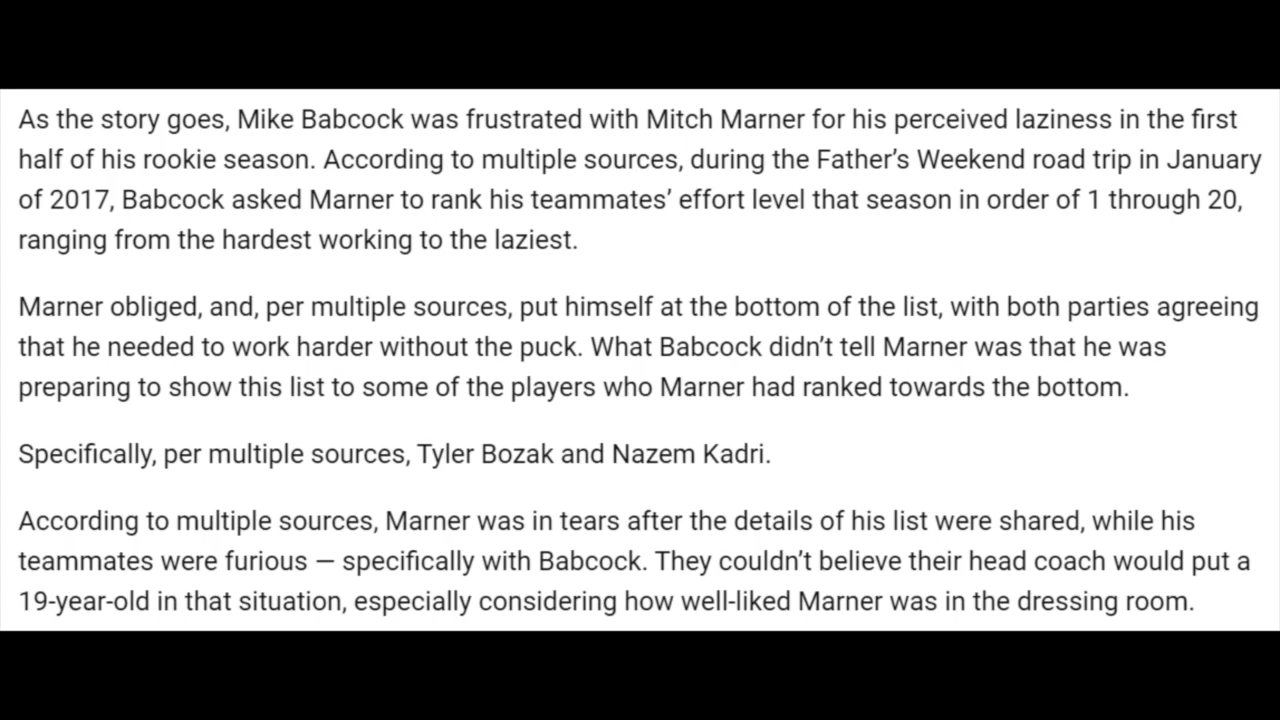 As the story goes, Mike Babcock was frustrated with Mitch Marner for his perceived laziness in the first
half of his rookie season. According to multiple sources, during the Father’s Weekend road trip in January
of 2017, Babcock asked Marner to rank his teammates’ effort level that season in order of 1 through 20,
ranging from the hardest working to the laziest.
Marner obliged, and, per multiple sources, put himself at the bottom of the list, with both parties agreeing
that he needed to work harder without the puck. What Babcock didn’t tell Marner was that he was
preparing to show this list to some of the players who Marner had ranked towards the bottom.
Specifically, per multiple sources, Tyler Bozak and Nazem Kadri.
According to multiple sources, Marner was in tears after the details of his list were shared, while his
teammates were furious — specifically with Babcock. They couldn’t believe their head coach would put a
19-year-old in that situation, especially considering how well-liked Marner was in the dressing room.